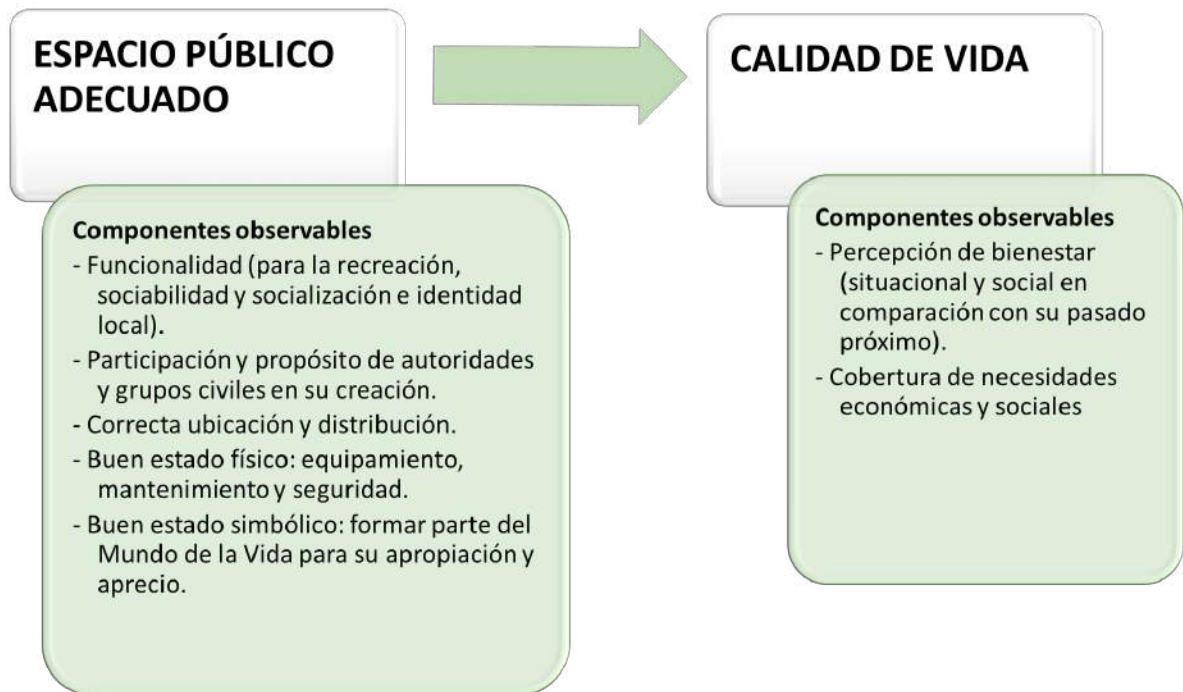 ESPACIO PÚBLICO
ADECUADO
Componentes observables
- Funcionalidad (para la recreación,
sociabilidad y socialización e identidad
local).
- Participación y propósito de autoridades
y grupos civiles en su creación.
- Correcta ubicación y distribución.
- Buen estado físico: equipamiento,
mantenimiento y seguridad.
- Buen estado simbólico: formar parte del
Mundo de la Vida para su apropiación y
aprecio.
CALIDAD DE VIDA
Componentes observables
- Percepción de bienestar
(situacional y social en
comparación con su pasado
próximo).
- Cobertura de necesidades
económicas y sociales